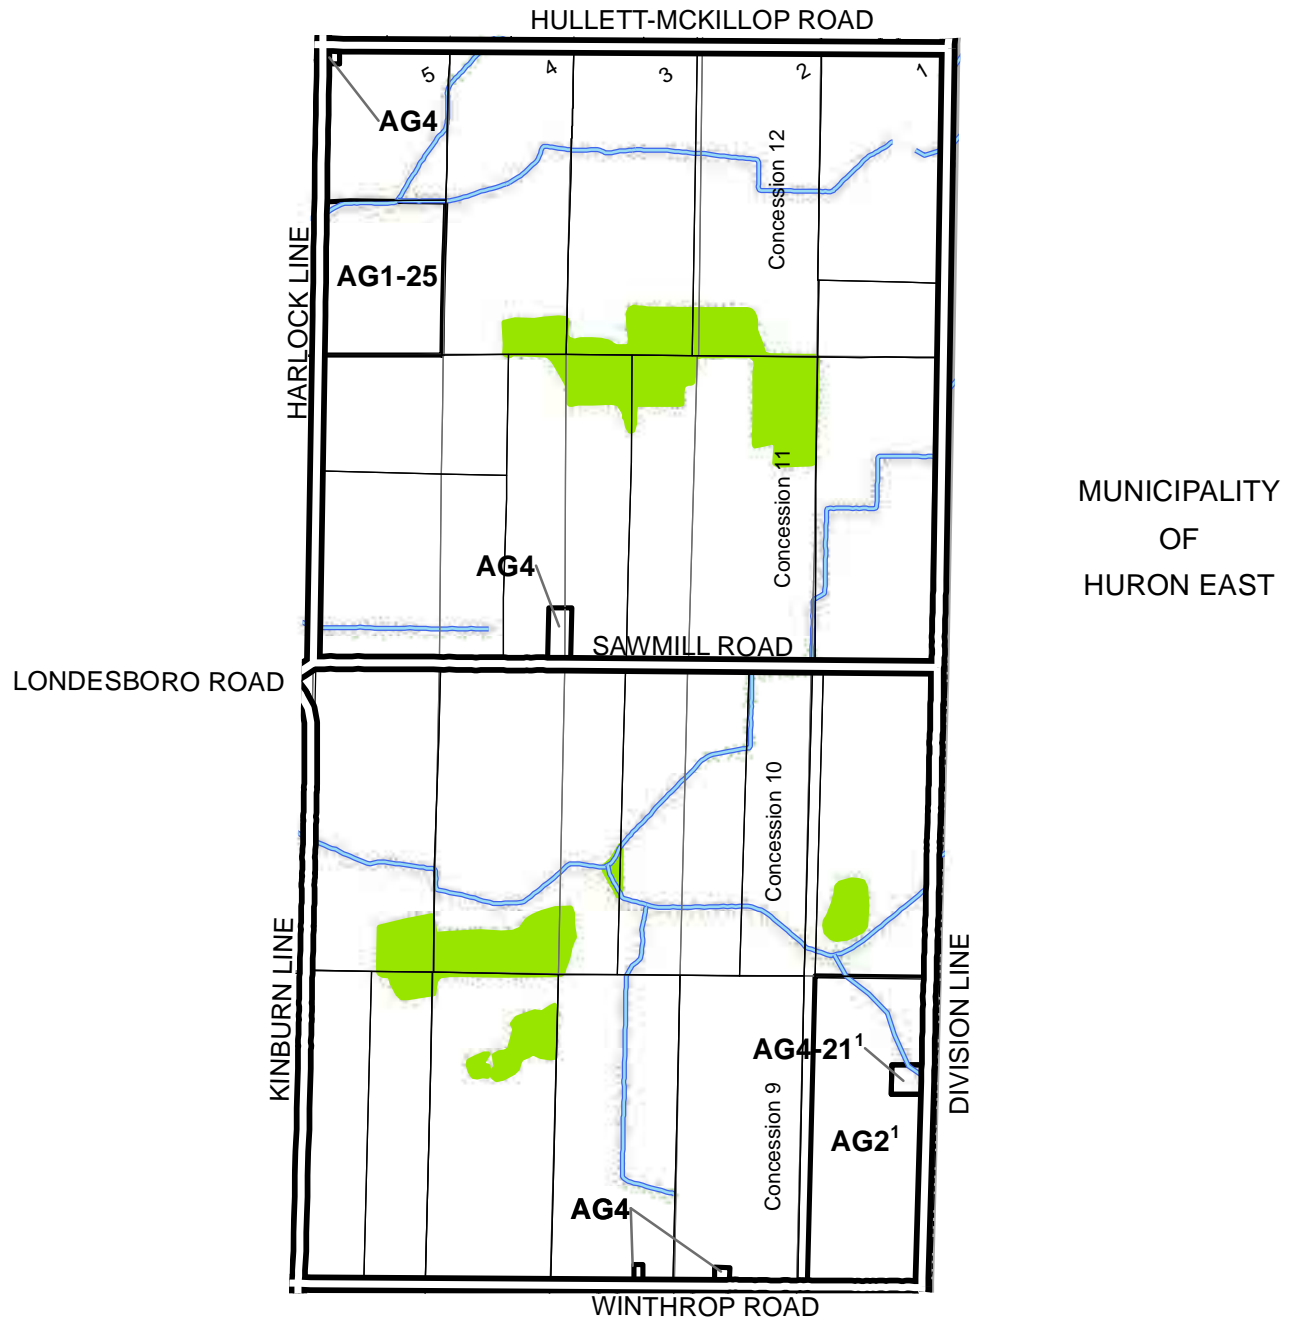 HULLETT-MCKILLOP ROAD
5
4
3
2
1
AG4
Concession 12
HARLOCK LINE
AG1-25
Concession 11
MUNICIPALITY
OF
HURON EAST
AG4
SAWMILL ROAD
LONDESBORO ROAD
Concession 10
KINBURN LINE
DIVISION LINE
AG4-21¹
Concession 9
AG2¹
AG4
WINTHROP ROAD